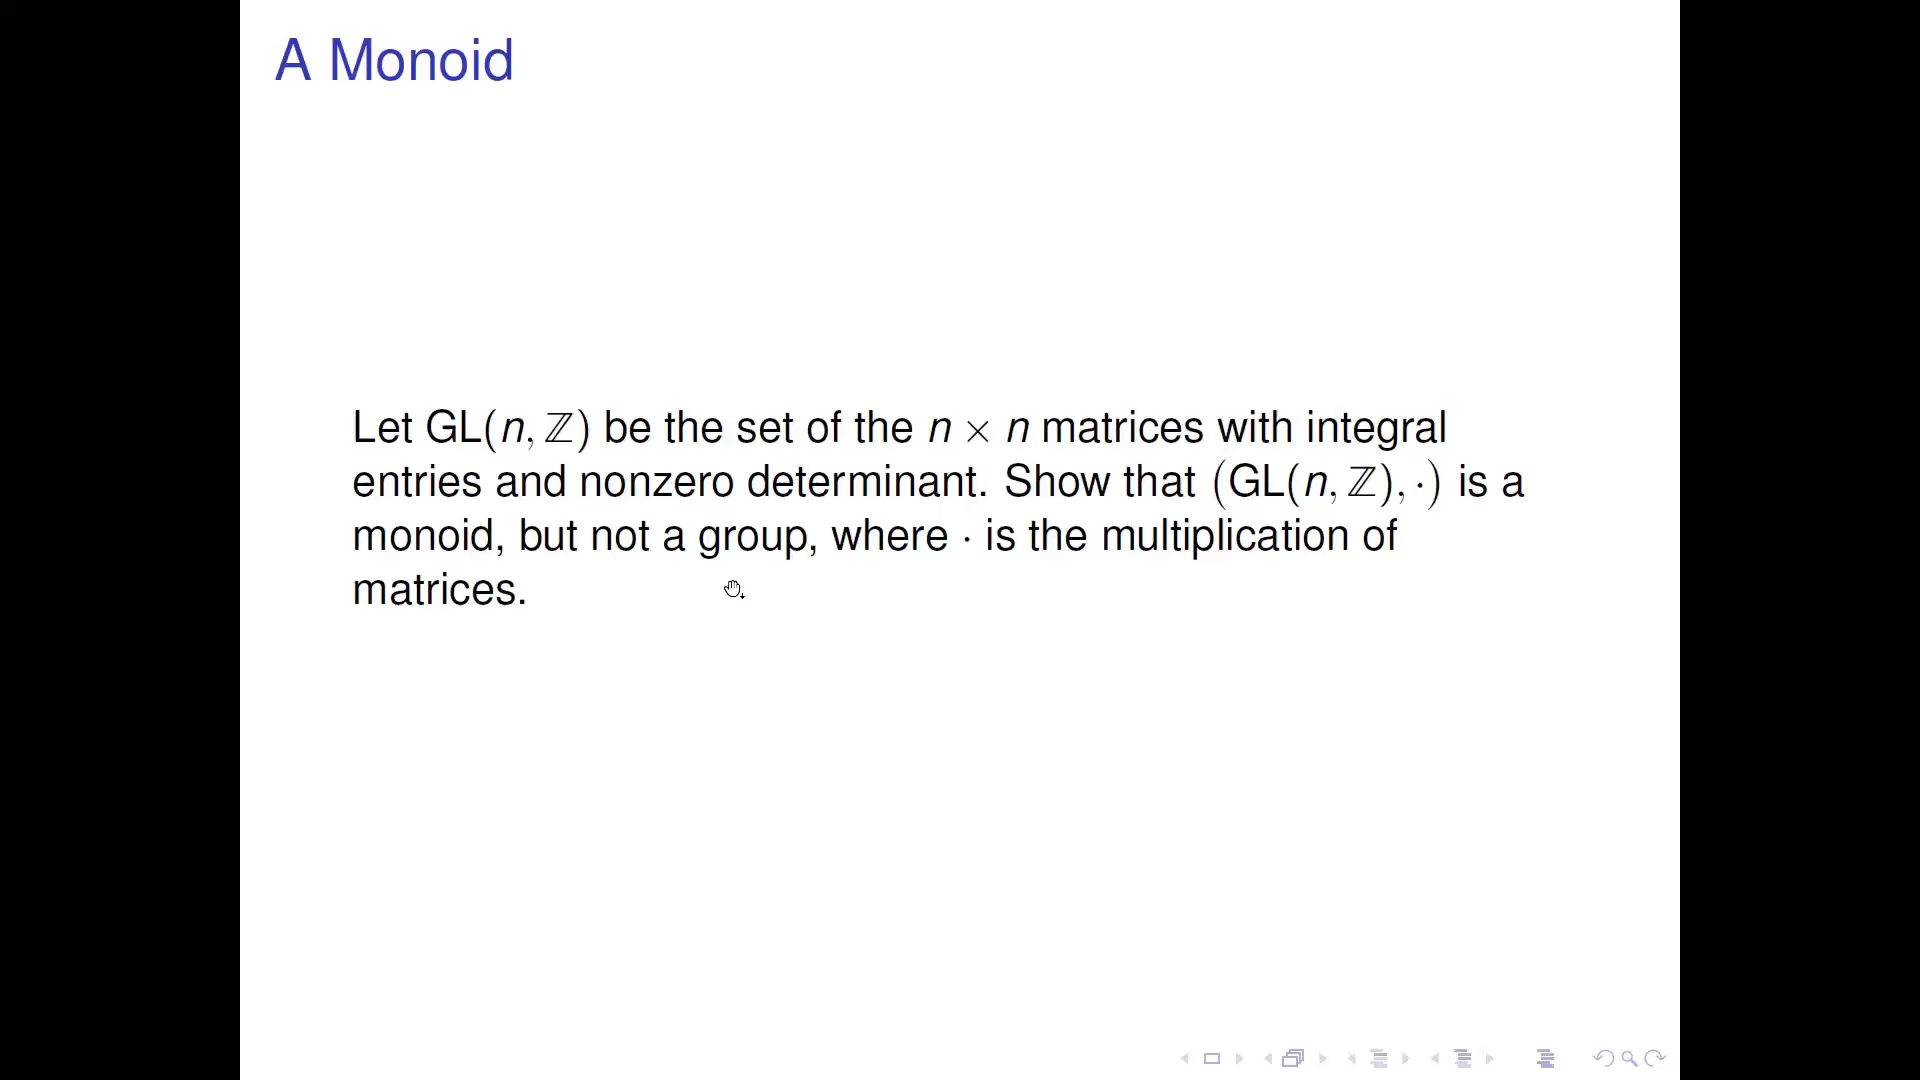 A Monoid
Let GL(n, ℤ) be the set of the n × n matrices with integral
entries and nonzero determinant. Show that (GL(n, ℤ), ·) is a
monoid, but not a group, where · is the multiplication of
matrices.